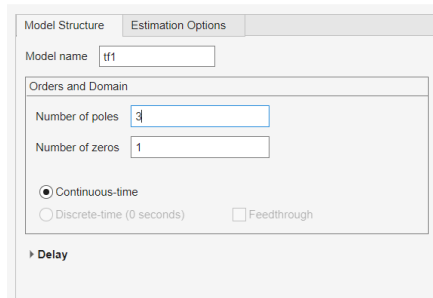 Model Structure Estimation Options
Model name tf1
Orders and Domain
Number of poles 3
Number of zeros 1
Continuous-time
Discrete-time (0 seconds) Feedthrough
Delay